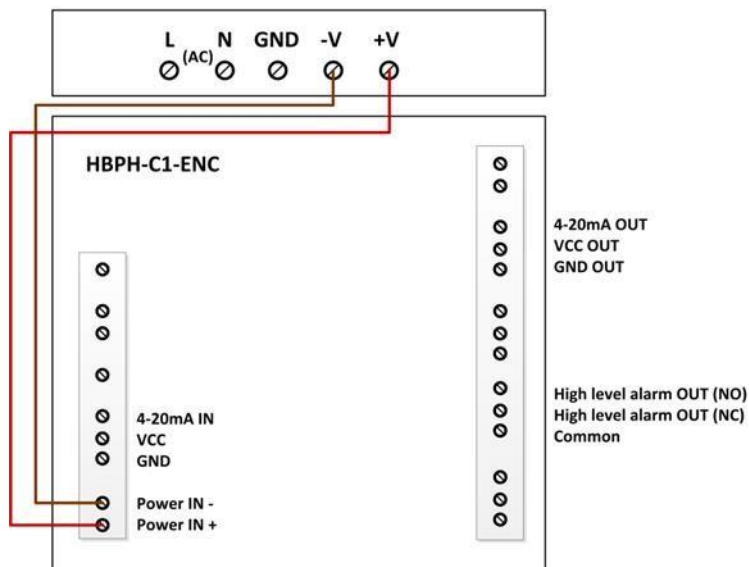 L N GND -V +V
(AC)
HBPH-C1-ENC
4-20mA OUT
VCC OUT
GND OUT
High level alarm OUT (NO)
High level alarm OUT (NC)
Common
4-20mA IN
VCC
GND
Power IN -
Power IN +